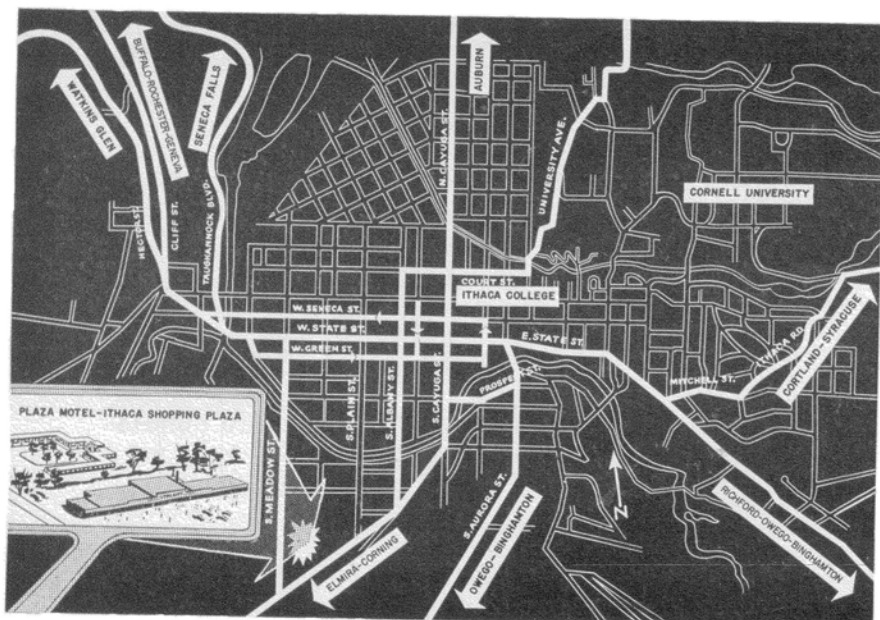 WATKINS GLEN
BUFFALO-ROCHESTER-GENEVA
SENECA FALLS
AUBURN
N. CAYUGA ST.
UNIVERSITY AVE.
CORNELL UNIVERSITY
HECTOR ST.
CLIFF ST.
TAUGKANNOCK BLVD.
COURT ST.
ITHACA COLLEGE
W. SENECA ST.
W. STATE ST.
E. STATE ST.
W. GREEN ST.
ITHACA RD.
CORTLAND-SYRACUSE
MITCHELL ST.
PROSPECT ST.
S. PLAIN ST.
S. ALBANY ST.
S. CAYUGA ST.
PLAZA MOTEL-ITHACA SHOPPING PLAZA
S. MEADOW ST.
S. AURORA ST.
N
ELMIRA-CORNING
OWEGO-BINGHAMTON
RICHFORD-OWEGO-BINGHAMTON